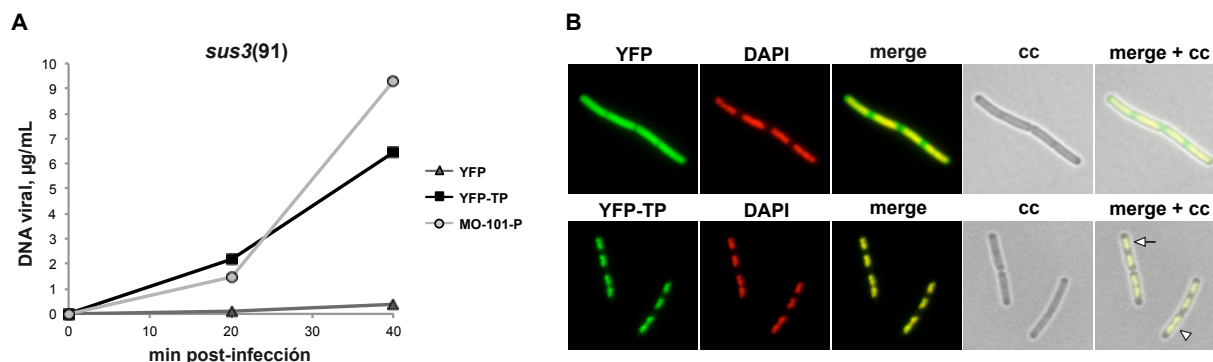 A
sus3(91)
10
9
8
7
6
5
4
3
2
1
0
DNA viral, µg/mL
0 10 20 30 40
min post-infección
YFP
YFP-TP
MO-101-P
B
YFP DAPI merge cc merge + cc
YFP-TP DAPI merge cc merge + cc